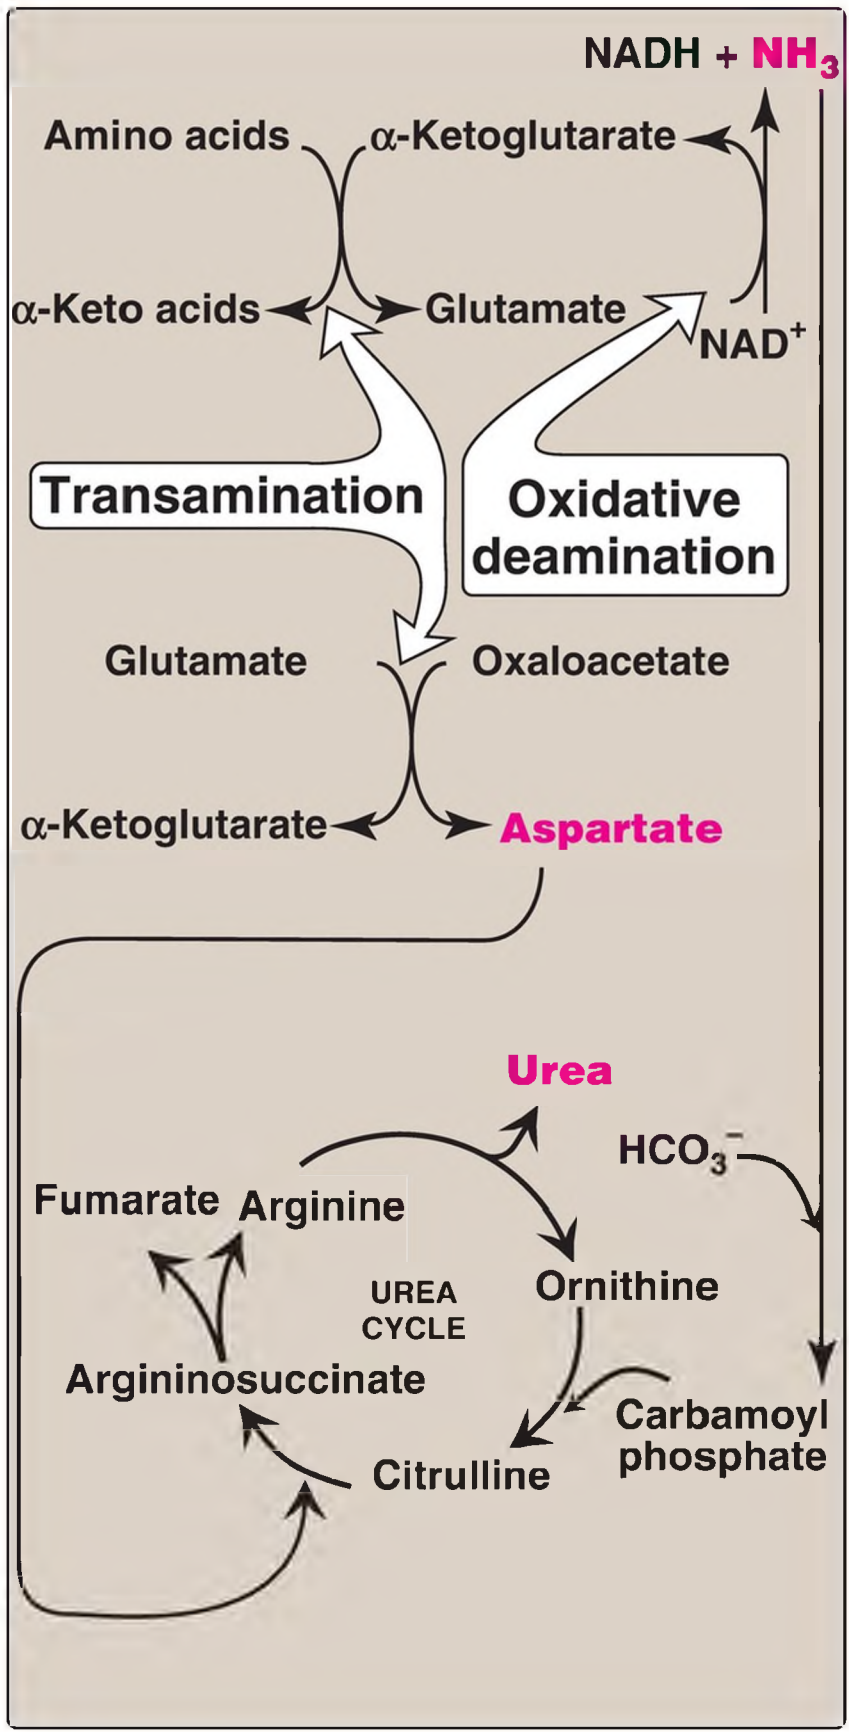 NADH + NH₃
Amino acids
α-Ketoglutarate
α-Keto acids
Glutamate
NAD⁺
Transamination
Oxidative
deamination
Glutamate
Oxaloacetate
α-Ketoglutarate
Aspartate
Urea
HCO₃⁻
Fumarate
Arginine
UREA
CYCLE
Ornithine
Argininosuccinate
Carbamoyl
phosphate
Citrulline